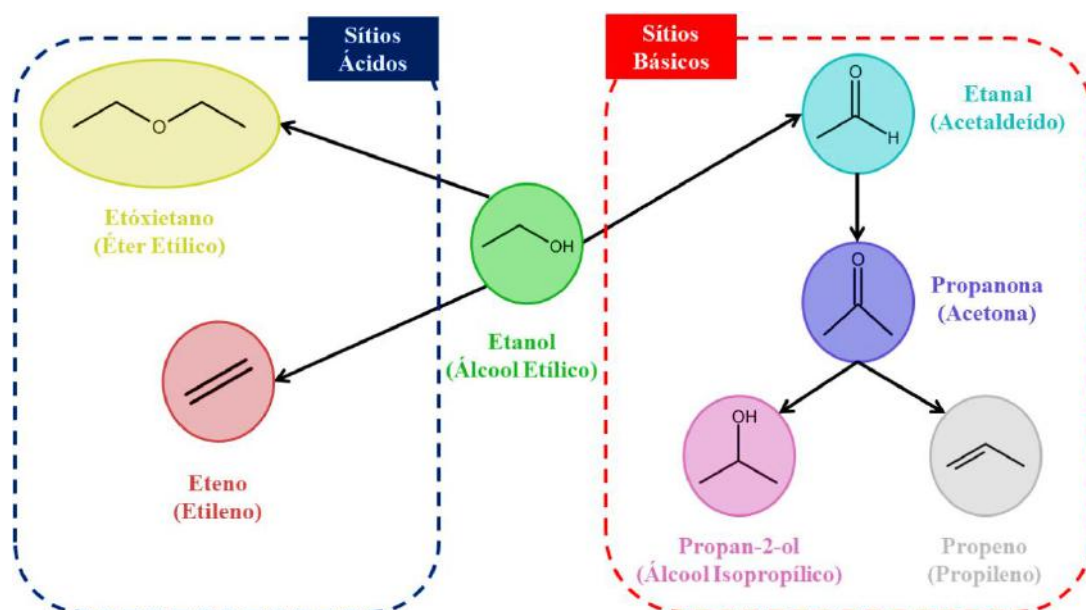 Sítios
Ácidos
Sítios
Básicos
O
Etóxietano
(Éter Etílico)
OH
Etanol
(Álcool Etílico)
Eteno
(Etileno)
O
H
Etanal
(Acetaldeído)
O
Propanona
(Acetona)
OH
Propan-2-ol
(Álcool Isopropílico)
Propeno
(Propileno)